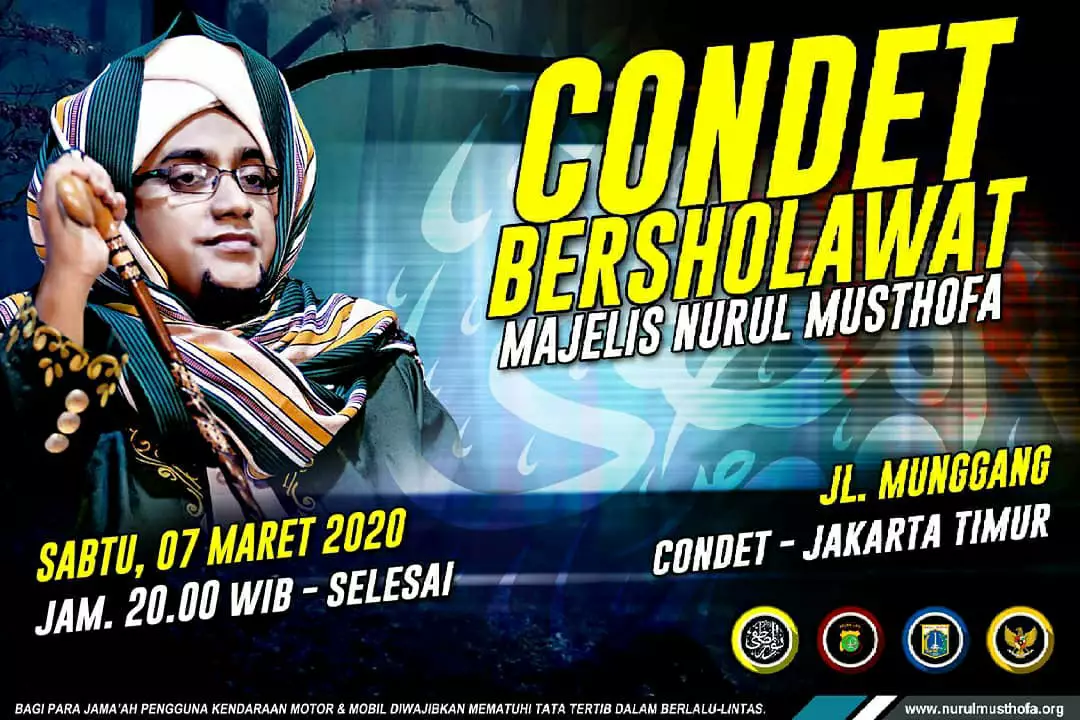 CONDET
BERSHOLAWAT
MAJELIS NURUL MUSTHOFA
JL. MUNGGANG
CONDET - JAKARTA TIMUR
SABTU, 07 MARET 2020
JAM. 20.00 WIB - SELESAI
BAGI PARA JAMA'AH PENGGUNA KENDARAAN MOTOR & MOBIL DIWAJIBKAN MEMATUHI TATA TERTIB DALAM BERLALU-LINTAS.
www.nurulmusthofa.org